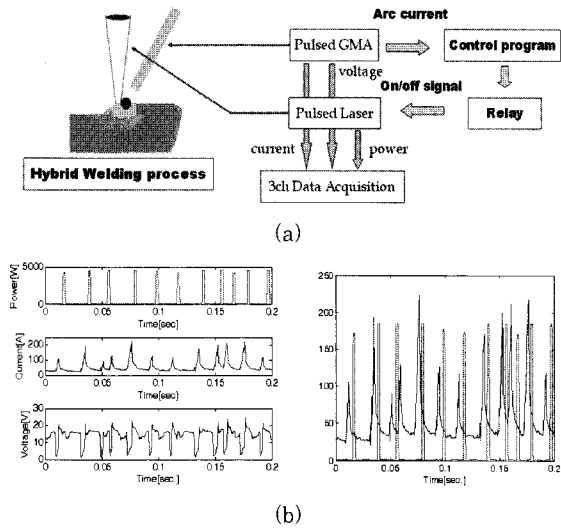 Arc current
Pulsed GMA
Control program
voltage
On/off signal
Pulsed Laser
Relay
current
power
Hybrid Welding process
3ch Data Acquisition
(a)
Power[W]
5000
0
0 0.05 0.1 0.15 0.2
Time[sec.]
Current[A]
200
100
0
0 0.05 0.1 0.15 0.2
Time[sec.]
Voltage[V]
30
20
10
0
0 0.05 0.1 0.15 0.2
Time[sec.]
250
200
150
100
50
0
0 0.05 0.1 0.15 0.2
Time[sec.]
(b)